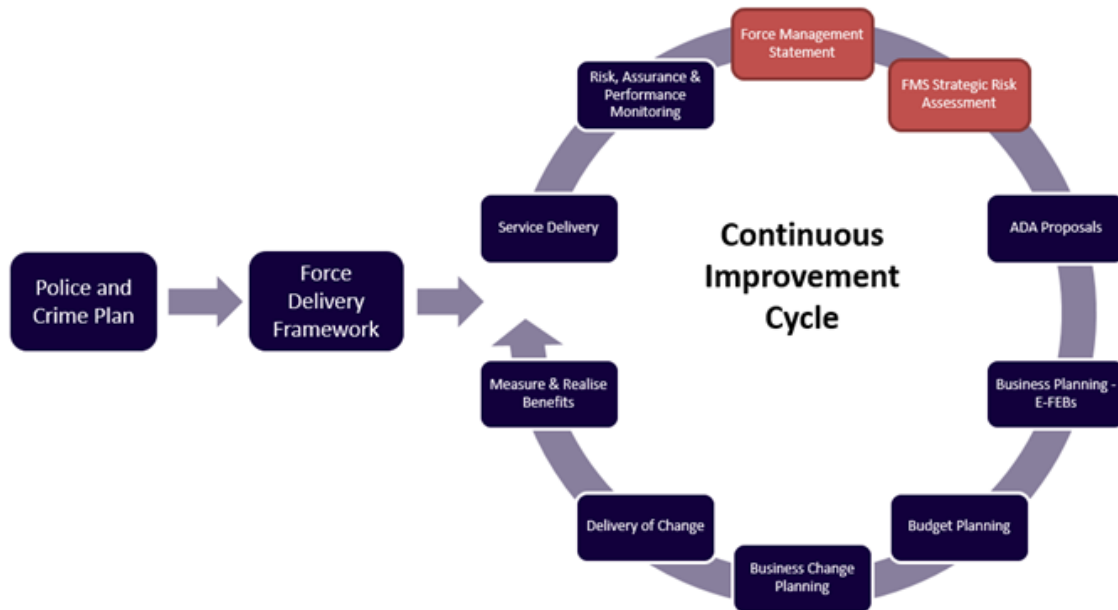 Police and
Crime Plan
Force
Delivery
Framework
Continuous
Improvement
Cycle
Force Management
Statement
FMS Strategic Risk
Assessment
ADA Proposals
Business Planning -
E-FEBs
Budget Planning
Business Change
Planning
Delivery of Change
Measure & Realise
Benefits
Service Delivery
Risk, Assurance &
Performance
Monitoring